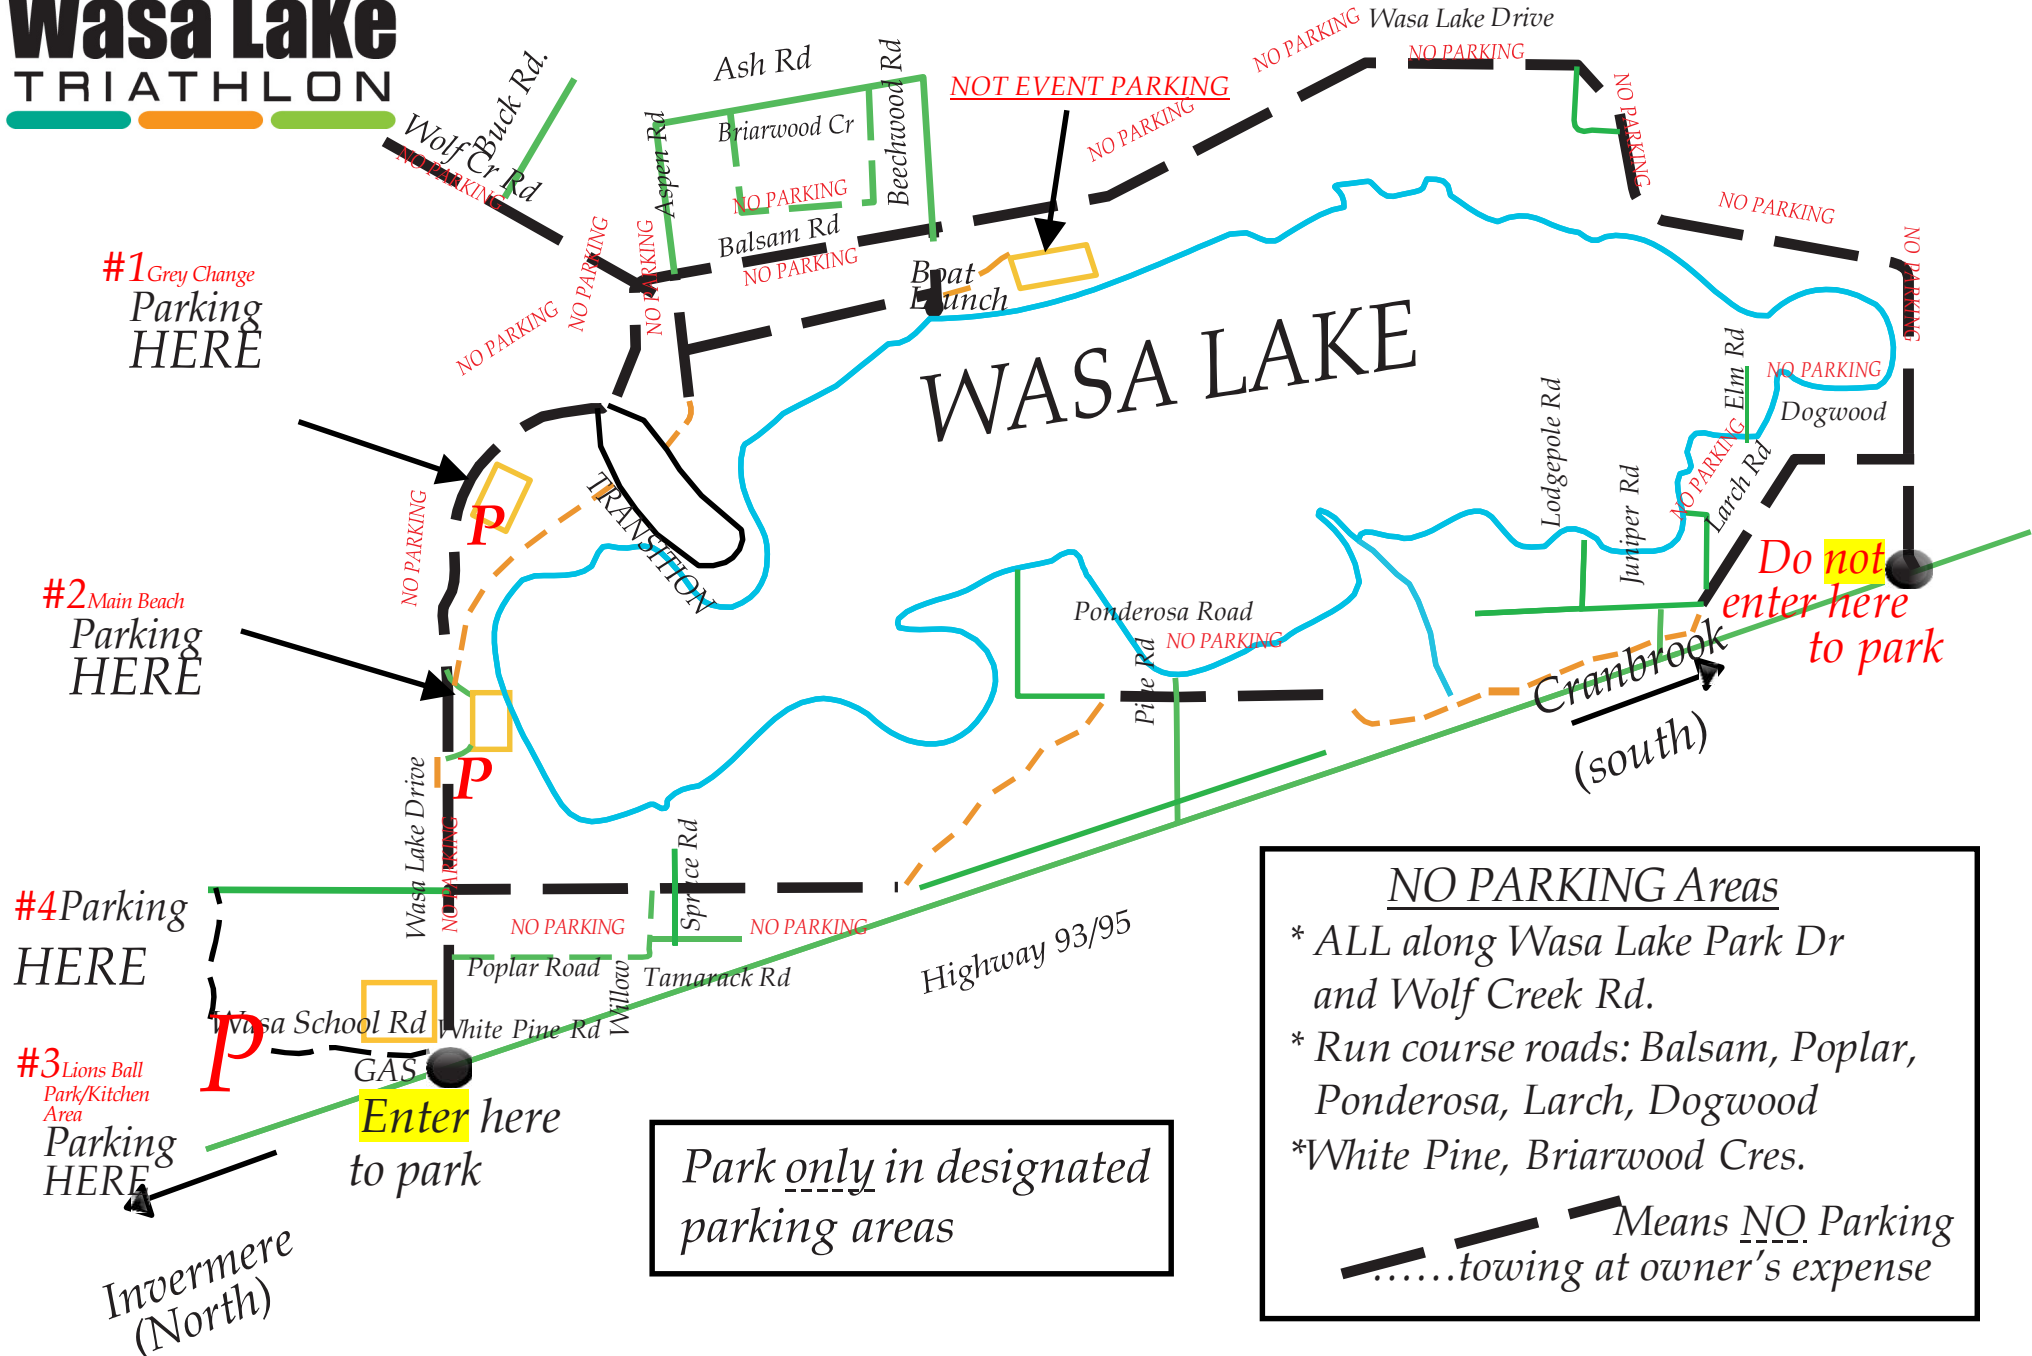 Wasa Lake
TRIATHLON
Wasa Lake Drive
NO PARKING
NO PARKING
NO PARKING
Buck Rd.
Ash Rd
Beechwood Rd
NOT EVENT PARKING
NO PARKING
Wolf Cr Rd
NO PARKING
Aspen Rd
Briarwood Cr
NO PARKING
NO PARKING
Balsam Rd
NO PARKING
NO PARKING
NO PARKING
NO PARKING
NO PARKING
NO PARKING
#1 Grey Change
Parking
HERE
Boat
Launch
WASA LAKE
Elm Rd
NO PARKING
Dogwood
Lodgepole Rd
Juniper Rd
NO PARKING
Larch Rd
P
TRANSITION
NO PARKING
Do not
enter here
to park
#2 Main Beach
Parking
HERE
Ponderosa Road
NO PARKING
Pine Rd
Cranbrook
(south)
P
Wasa Lake Drive
NO PARKING
Spruce Rd
#4 Parking
HERE
NO PARKING
NO PARKING
Poplar Road
Willow
Tamarack Rd
Highway 93/95
Wasa School Rd
White Pine Rd
P
GAS
#3 Lions Ball
Park/Kitchen
Area
Parking
HERE
Enter here
to park
Invermere
(North)
Park only in designated
parking areas
NO PARKING Areas
* ALL along Wasa Lake Park Dr
and Wolf Creek Rd.
* Run course roads: Balsam, Poplar,
Ponderosa, Larch, Dogwood
*White Pine, Briarwood Cres.
Means NO Parking
......towing at owner's expense